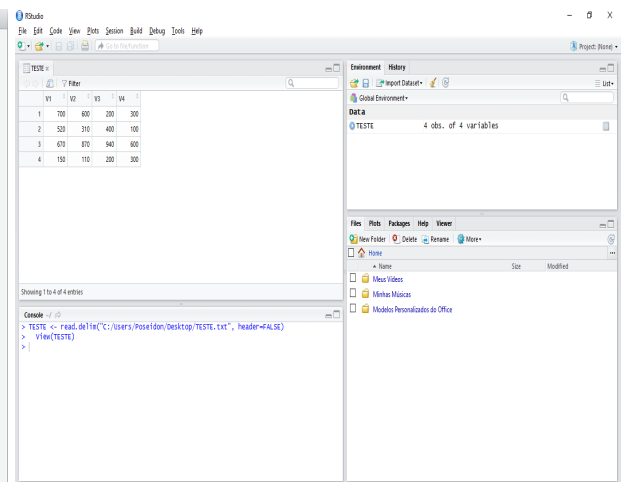 RStudio
File Edit Code View Plots Session Build Debug Tools Help
Go to file/function
Project: (None)
TESTE
Filter
V1 V2 V3 V4
1 700 600 200 300
2 520 310 400 100
3 670 870 940 600
4 150 110 200 300
Showing 1 to 4 of 4 entries
Console ~/
> TESTE <- read.delim("C:/Users/Poseidon/Desktop/TESTE.txt", header=FALSE)
> View(TESTE)
>
Environment History
Import Dataset
List
Global Environment
Data
TESTE 4 obs. of 4 variables
Files Plots Packages Help Viewer
New Folder Delete Rename More
Home
Name Size Modified
Meus Vídeos
Minhas Músicas
Modelos Personalizados do Office